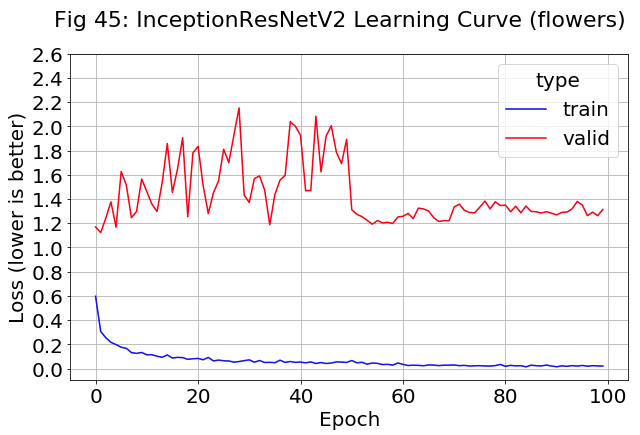 Fig 45: InceptionResNetV2 Learning Curve (flowers)
2.6
2.4
2.2
2.0
1.8
1.6
1.4
1.2
1.0
0.8
0.6
0.4
0.2
0.0
Loss (lower is better)
type
train
valid
0 20 40 60 80 100
Epoch